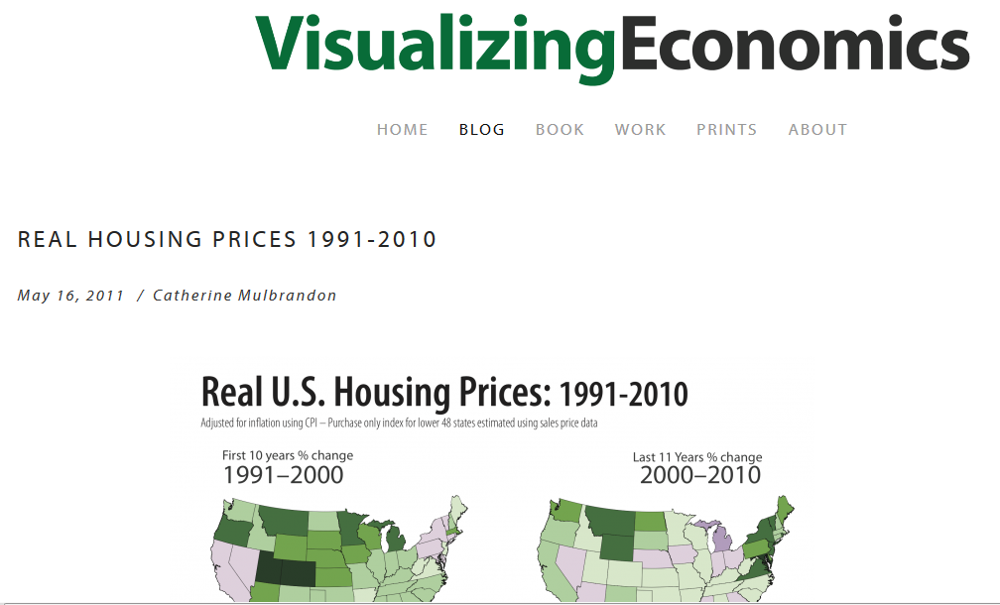 VisualizingEconomics
HOME BLOG BOOK WORK PRINTS ABOUT
REAL HOUSING PRICES 1991-2010
May 16, 2011 / Catherine Mulbrandon
Real U.S. Housing Prices: 1991-2010
Adjusted for inflation using CPI – Purchase only index for lower 48 states estimated using sales price data
First 10 years % change
1991–2000
Last 11 Years % change
2000–2010